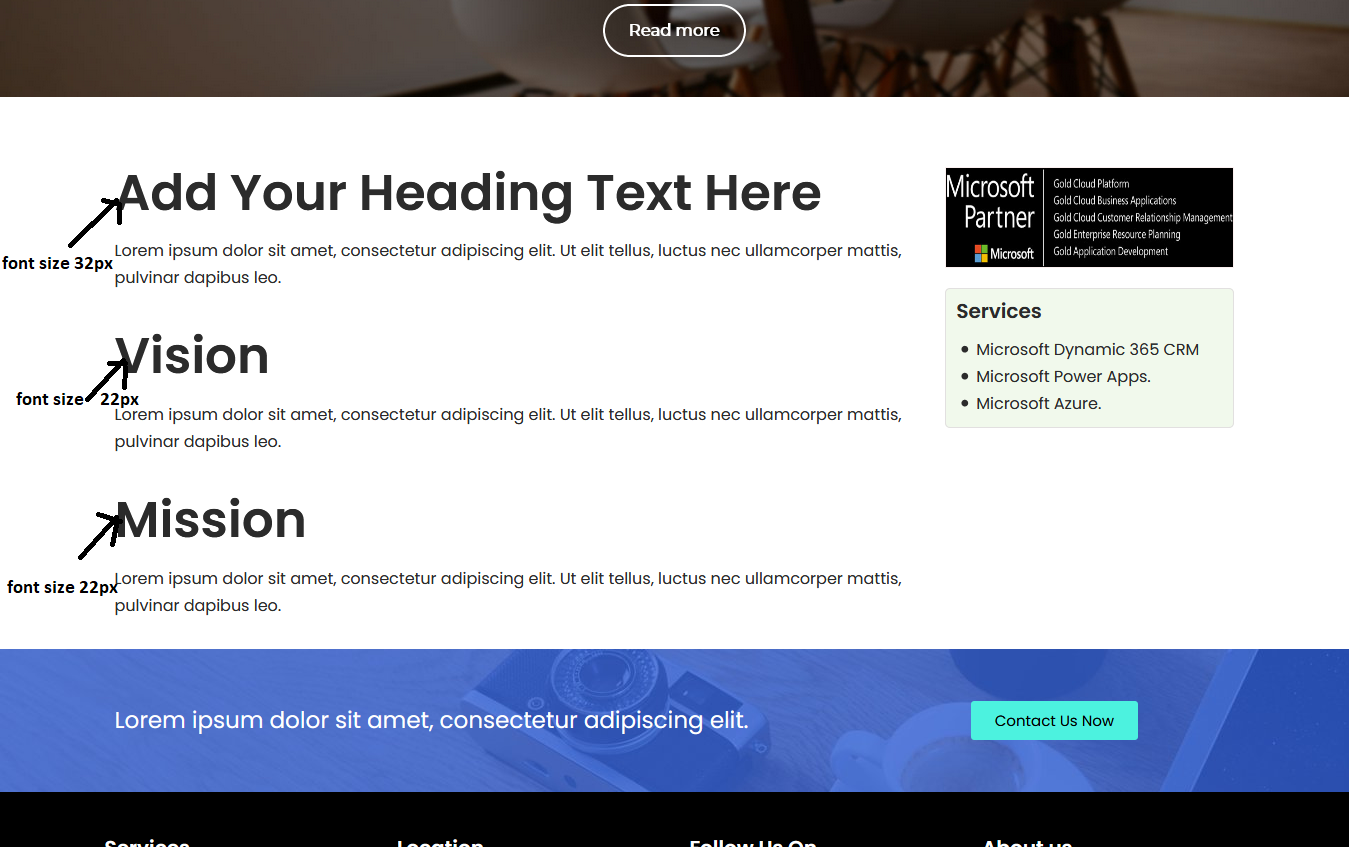 Read more
Add Your Heading Text Here
font size 32px
Lorem ipsum dolor sit amet, consectetur adipiscing elit. Ut elit tellus, luctus nec ullamcorper mattis,
pulvinar dapibus leo.
Vision
font size 22px
Lorem ipsum dolor sit amet, consectetur adipiscing elit. Ut elit tellus, luctus nec ullamcorper mattis,
pulvinar dapibus leo.
Mission
font size 22px
Lorem ipsum dolor sit amet, consectetur adipiscing elit. Ut elit tellus, luctus nec ullamcorper mattis,
pulvinar dapibus leo.
Microsoft
Partner
Microsoft
Gold Cloud Platform
Gold Cloud Business Applications
Gold Cloud Customer Relationship Management
Gold Enterprise Resource Planning
Gold Application Development
Services
Microsoft Dynamic 365 CRM
Microsoft Power Apps.
Microsoft Azure.
Lorem ipsum dolor sit amet, consectetur adipiscing elit.
Contact Us Now
Services
Location
Follow Us On
About us